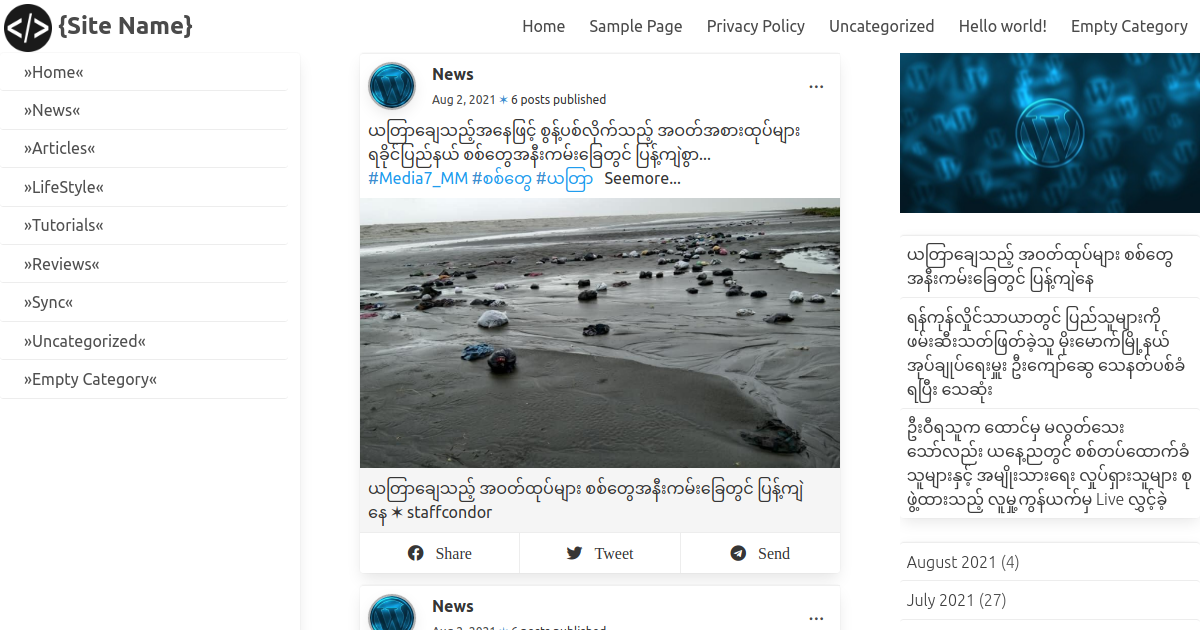 {Site Name}
Home Sample Page Privacy Policy Uncategorized Hello world! Empty Category
»Home«
»News«
»Articles«
»LifeStyle«
»Tutorials«
»Reviews«
»Sync«
»Uncategorized«
»Empty Category«
News
Aug 2, 2021 ✶ 6 posts published
ယတြာချေသည့်အနေဖြင့် စွန့်ပစ်လိုက်သည့် အဝတ်အစားထုပ်များ
ရခိုင်ပြည်နယ် စစ်တွေအနီးကမ်းခြေတွင် ပြန့်ကျဲစွာ...
#Media7_MM #စစ်တွေ #ယတြာ Seemore...
ယတြာချေသည့် အဝတ်ထုပ်များ စစ်တွေအနီးကမ်းခြေတွင် ပြန့်ကျဲ
နေ ✶ staffcondor
Share Tweet Send
News
Aug 2, 2021 ✶ 6 posts published
ယတြာချေသည့် အဝတ်ထုပ်များ စစ်တွေ
အနီးကမ်းခြေတွင် ပြန့်ကျဲနေ
ရန်ကုန်လှိုင်သာယာတွင် ပြည်သူများကို
ဖမ်းဆီးသတ်ဖြတ်ခဲ့သူ မိုးမောက်မြို့နယ်
အုပ်ချုပ်ရေးမှူး ဦးကျော်ဆွေ သေနတ်ပစ်ခံ
ရပြီး သေဆုံး
ဦးဝီရသူက ထောင်မှ မလွတ်သေး
သော်လည်း ယနေ့ညတွင် စစ်တပ်ထောက်ခံ
သူများနှင့် အမျိုးသားရေး လှုပ်ရှားသူများ စု
ဖွဲ့ထားသည့် လူမှု့ကွန်ယက်မှ Live လွှင့်ခဲ့
August 2021 (4)
July 2021 (27)